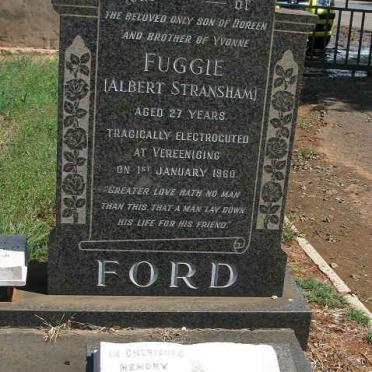 THE BELOVED ONLY SON OF DOREEN
AND BROTHER OF YVONNE
FUGGIE
[ALBERT STRANSHAM]
AGED 27 YEARS.
TRAGICALLY ELECTROCUTED
AT VEREENIGING
ON 1ST JANUARY 1960.
"GREATER LOVE HATH NO MAN
THAN THIS, THAT A MAN LAY DOWN
HIS LIFE FOR HIS FRIEND."
FORD
IN CHERISHED
MEMORY